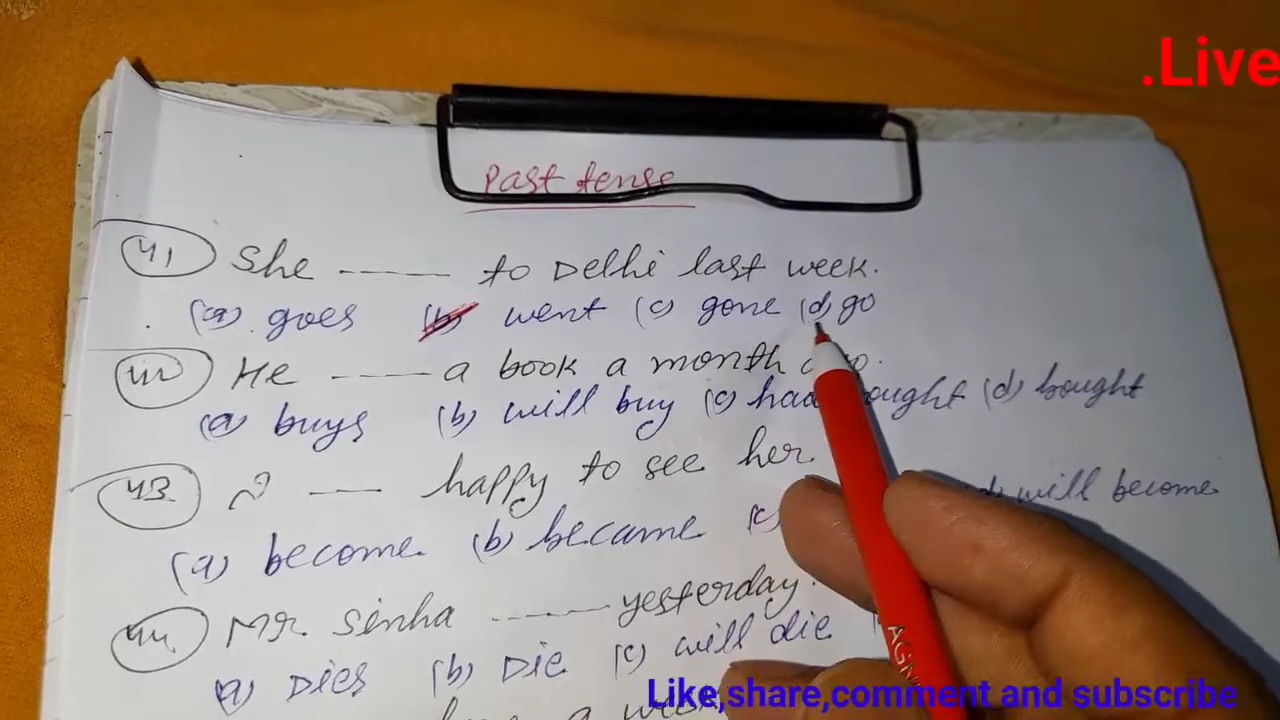 .Live
Past tense
41 She ----- to Delhi last week.
(a) goes (b) went (c) gone (d) go
He ----- a book a month
(a) buys (b) will buy (c) had bought (d) bought
43 I ---- happy to see her.
(a) become. (b) became (c) will become
44 Mr. Sinha ----- yesterday.
(a) Dies (b) Die (c) will die
AGNI
Like,share,comment and subscribe